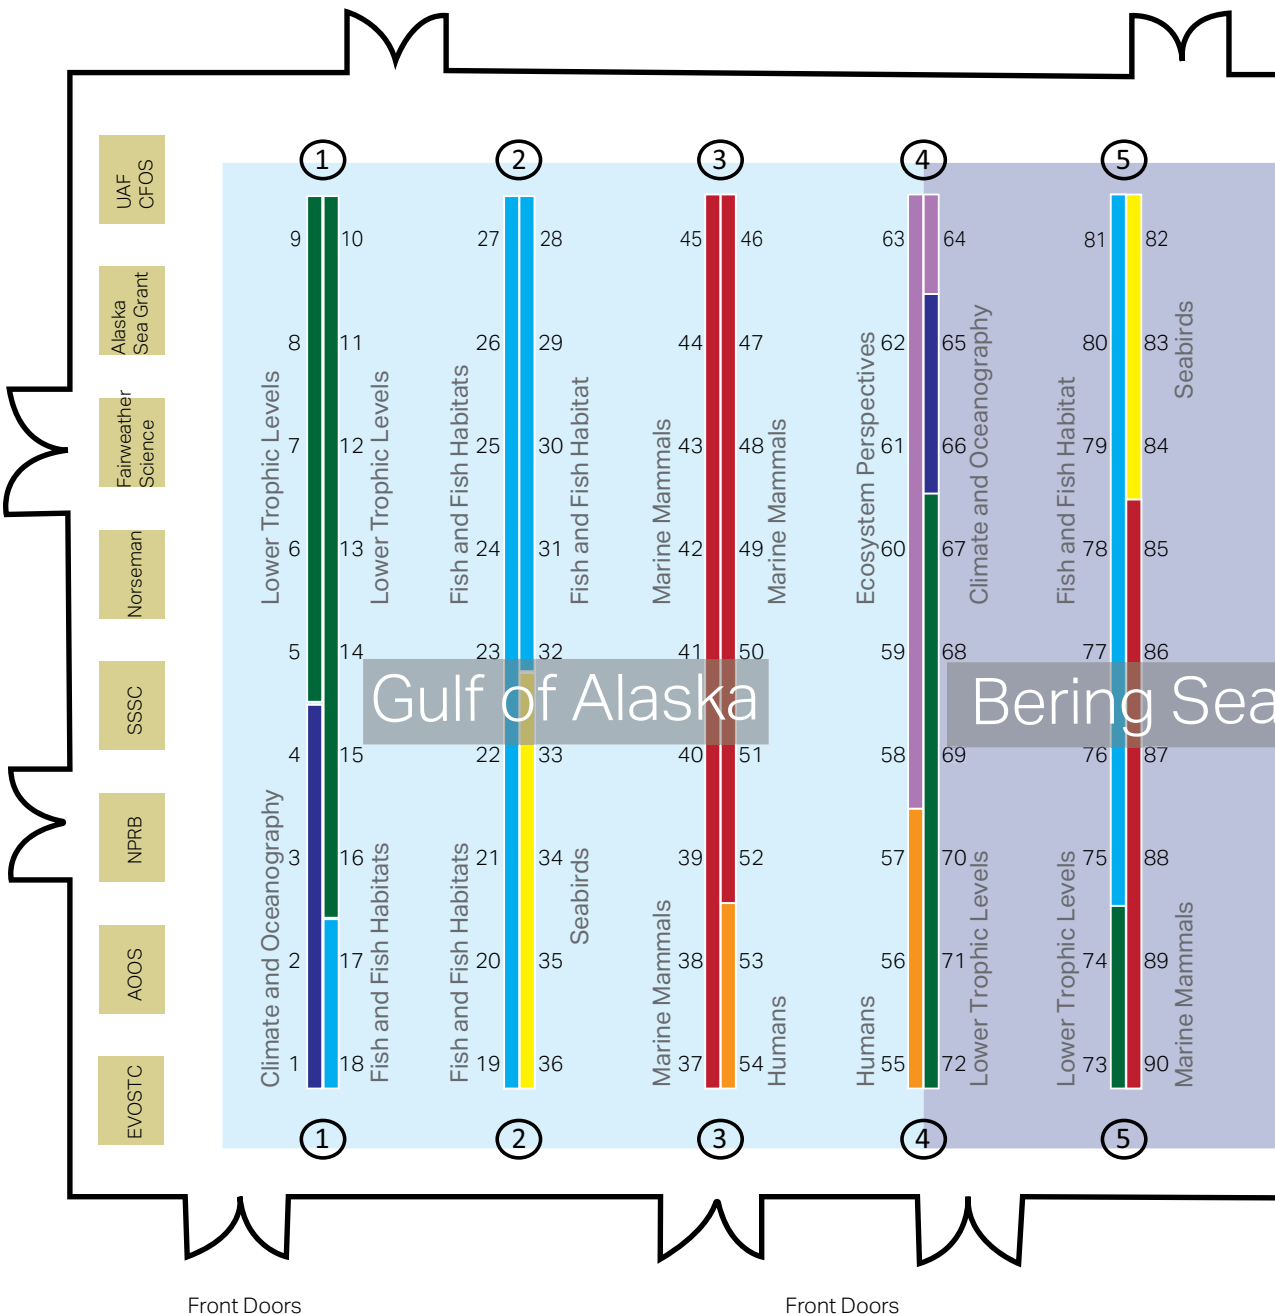 1 2 3 4 5
UAF
CFOS
Alaska
Sea Grant
Fairweather
Science
Norseman
SSSC
NPRB
AOOS
EVOSTC
9 10 27 28 45 46 63 64 81 82
8 11 26 29 44 47 62 65 80 83
7 12 25 30 43 48 61 66 79 84
6 13 24 31 42 49 60 67 78 85
5 14 23 32 41 50 59 68 77 86
4 15 22 33 40 51 58 69 76 87
3 16 21 34 39 52 57 70 75 88
2 17 20 35 38 53 56 71 74 89
1 18 19 36 37 54 55 72 73 90
Lower Trophic Levels
Climate and Oceanography
Lower Trophic Levels
Fish and Fish Habitats
Fish and Fish Habitats
Fish and Fish Habitats
Fish and Fish Habitat
Seabirds
Marine Mammals
Marine Mammals
Marine Mammals
Humans
Ecosystem Perspectives
Humans
Climate and Oceanography
Lower Trophic Levels
Fish and Fish Habitat
Lower Trophic Levels
Seabirds
Marine Mammals
Gulf of Alaska
Bering Sea
1 2 3 4 5
Front Doors
Front Doors